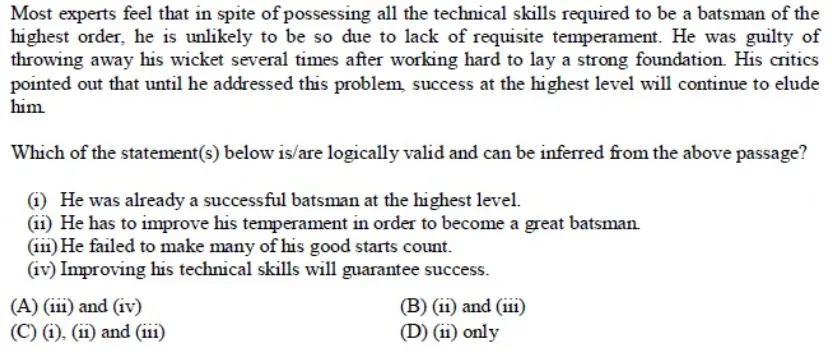 Most experts feel that in spite of possessing all the technical skills required to be a batsman of the
highest order, he is unlikely to be so due to lack of requisite temperament. He was guilty of
throwing away his wicket several times after working hard to lay a strong foundation. His critics
pointed out that until he addressed this problem, success at the highest level will continue to elude
him.
Which of the statement(s) below is/are logically valid and can be inferred from the above passage?
(i) He was already a successful batsman at the highest level.
(ii) He has to improve his temperament in order to become a great batsman.
(iii) He failed to make many of his good starts count.
(iv) Improving his technical skills will guarantee success.
(A) (iii) and (iv) (B) (ii) and (iii)
(C) (i), (ii) and (iii) (D) (ii) only